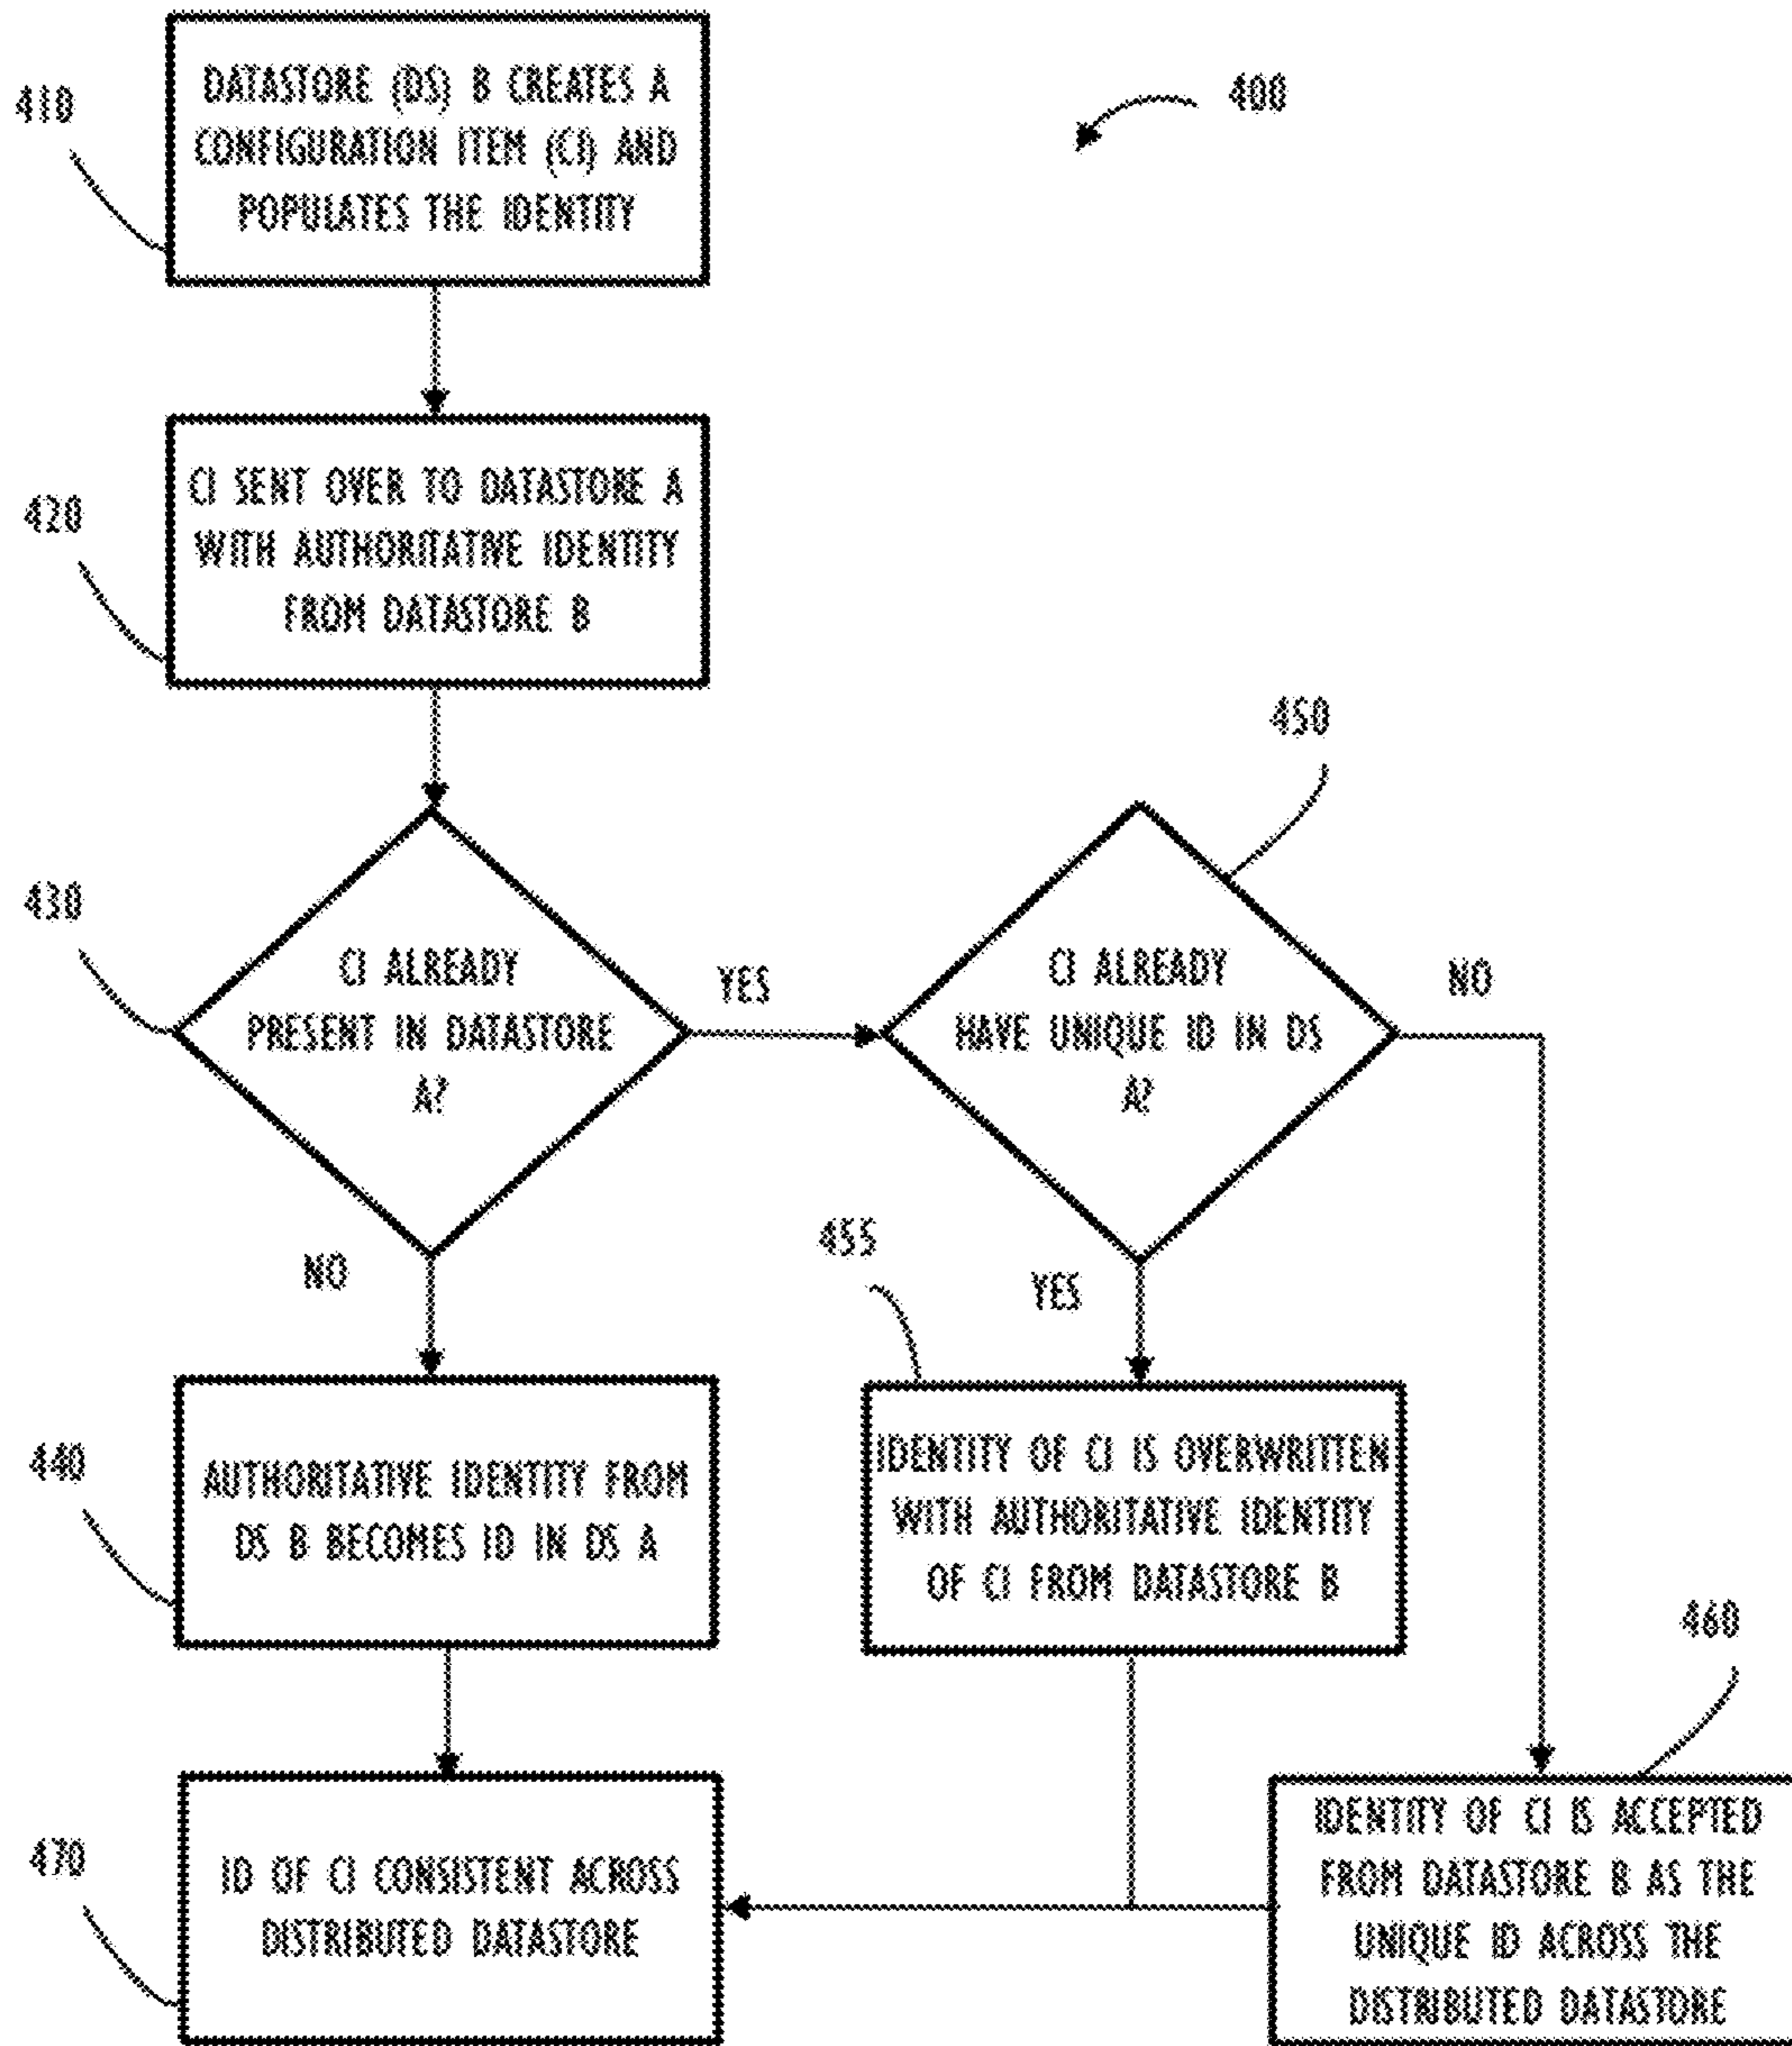 400
410
DATASTORE (DS) B CREATES A
CONFIGURATION ITEM (CI) AND
POPULATES THE IDENTITY
420
CI SENT OVER TO DATASTORE A
WITH AUTHORITATIVE IDENTITY
FROM DATASTORE B
430
CI ALREADY
PRESENT IN DATASTORE
A?
YES
NO
450
CI ALREADY
HAVE UNIQUE ID IN DS
A?
NO
YES
440
AUTHORITATIVE IDENTITY FROM
DS B BECOMES ID IN DS A
455
IDENTITY OF CI IS OVERWRITTEN
WITH AUTHORITATIVE IDENTITY
OF CI FROM DATASTORE B
460
IDENTITY OF CI IS ACCEPTED
FROM DATASTORE B AS THE
UNIQUE ID ACROSS THE
DISTRIBUTED DATASTORE
470
ID OF CI CONSISTENT ACROSS
DISTRIBUTED DATASTORE